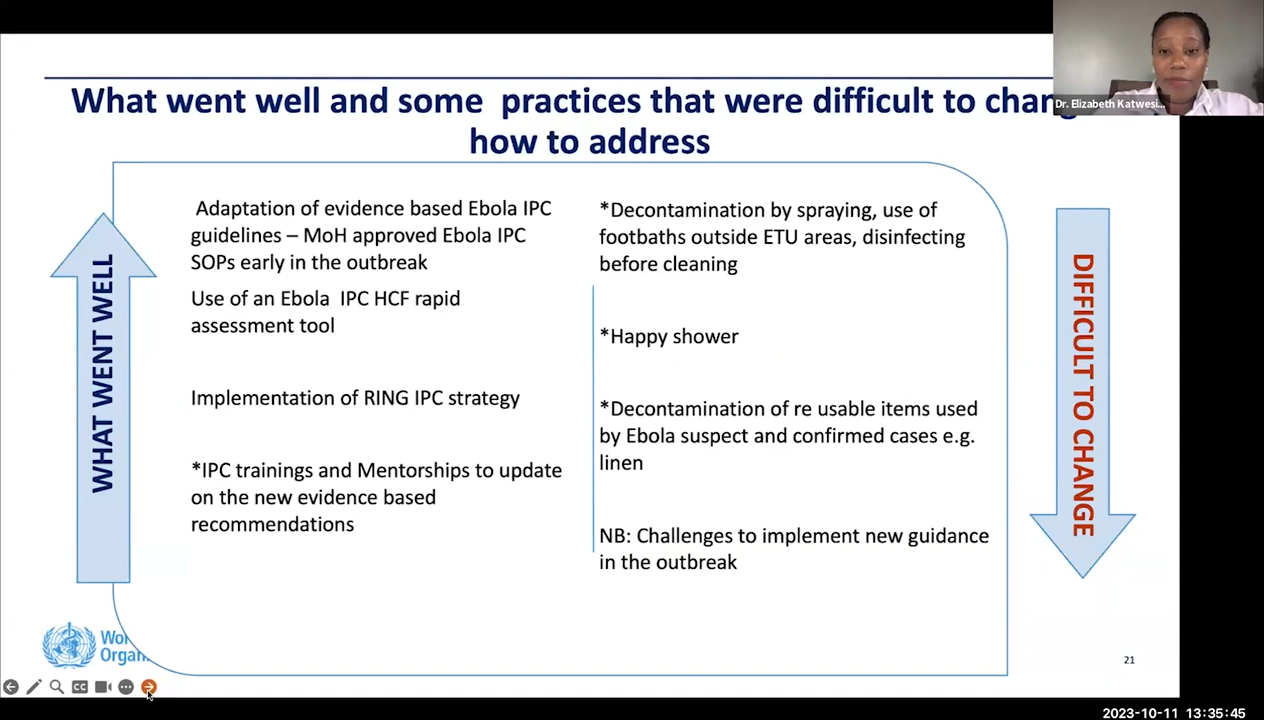 What went well and some practices that were difficult to chang
how to address
Dr. Elizabeth Katwesi...
WHAT WENT WELL
Adaptation of evidence based Ebola IPC
guidelines – MoH approved Ebola IPC
SOPs early in the outbreak
Use of an Ebola IPC HCF rapid
assessment tool
Implementation of RING IPC strategy
*IPC trainings and Mentorships to update
on the new evidence based
recommendations
*Decontamination by spraying, use of
footbaths outside ETU areas, disinfecting
before cleaning
*Happy shower
*Decontamination of re usable items used
by Ebola suspect and confirmed cases e.g.
linen
NB: Challenges to implement new guidance
in the outbreak
DIFFICULT TO CHANGE
Wor
Organ
21
CC
2023-10-11 13:35:45